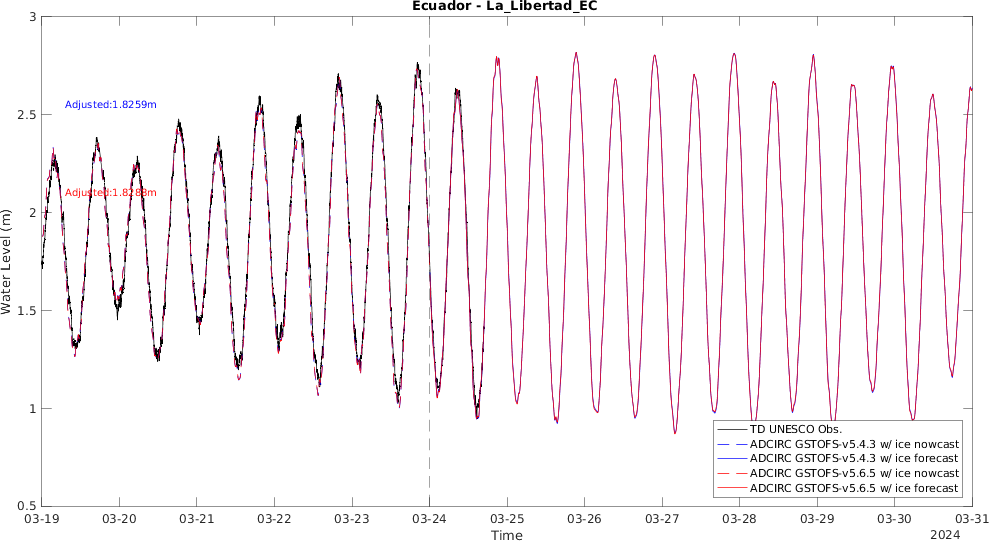 Ecuador - La_Libertad_EC
3
2.5
2
1.5
1
0.5
Water Level (m)
Adjusted:1.8259m
Adjusted:1.8288m
TD UNESCO Obs.
ADCIRC GSTOFS-v5.4.3 w/ ice nowcast
ADCIRC GSTOFS-v5.4.3 w/ ice forecast
ADCIRC GSTOFS-v5.6.5 w/ ice nowcast
ADCIRC GSTOFS-v5.6.5 w/ ice forecast
03-19 03-20 03-21 03-22 03-23 03-24 03-25 03-26 03-27 03-28 03-29 03-30 03-31
Time
2024